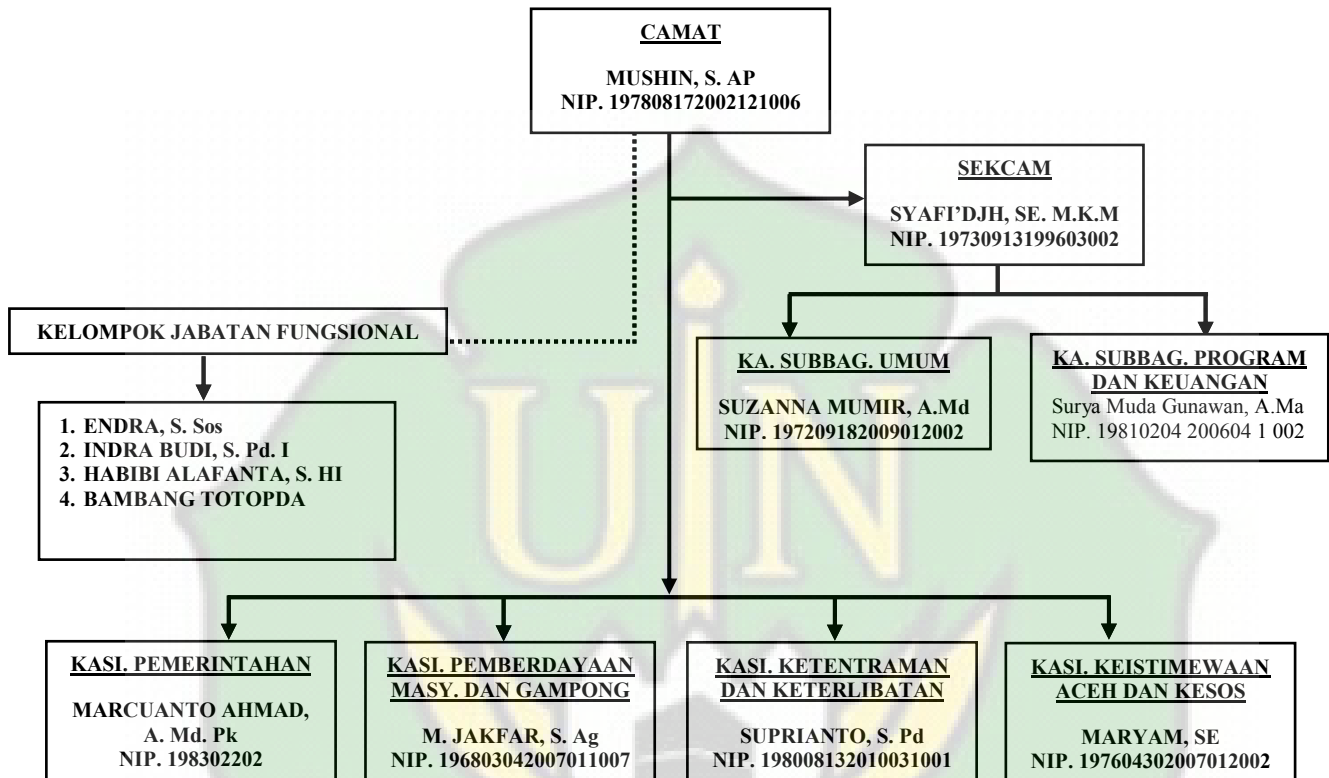 CAMAT
MUSHIN, S. AP
NIP. 197808172002121006
SEKCAM
SYAFI’DJH, SE. M.K.M
NIP. 19730913199603002
KELOMPOK JABATAN FUNGSIONAL
1. ENDRA, S. Sos
2. INDRA BUDI, S. Pd. I
3. HABIBI ALAFANTA, S. HI
4. BAMBANG TOTOPDA
KA. SUBBAG. UMUM
SUZANNA MUMIR, A.Md
NIP. 197209182009012002
KA. SUBBAG. PROGRAM
DAN KEUANGAN
Surya Muda Gunawan, A.Ma
NIP. 19810204 200604 1 002
KASI. PEMERINTAHAN
MARCUANTO AHMAD,
A. Md. Pk
NIP. 198302202
KASI. PEMBERDAYAAN
MASY. DAN GAMPONG
M. JAKFAR, S. Ag
NIP. 196803042007011007
KASI. KETENTRAMAN
DAN KETERLIBATAN
SUPRIANTO, S. Pd
NIP. 198008132010031001
KASI. KEISTIMEWAAN
ACEH DAN KESOS
MARYAM, SE
NIP. 197604302007012002
UIN